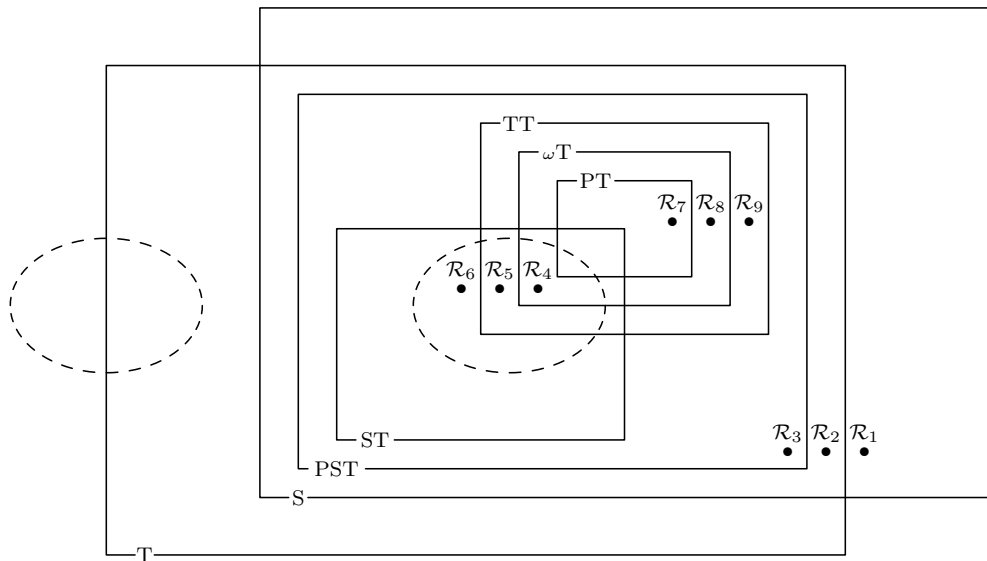 TT
ωT
PT
𝓡₇ 𝓡₈ 𝓡₉
𝓡₆ 𝓡₅ 𝓡₄
𝓡₃ 𝓡₂ 𝓡₁
ST
PST
S
T